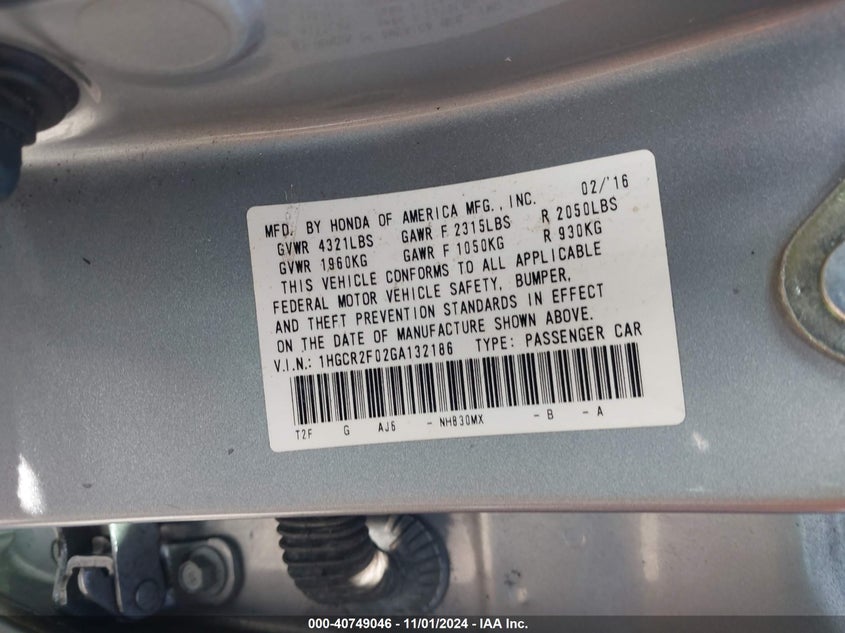 MFD. BY HONDA OF AMERICA MFG., INC. 02/'16
GVWR 4321LBS GAWR F 2315LBS R 2050LBS
GVWR 1960KG GAWR F 1050KG R 930KG
THIS VEHICLE CONFORMS TO ALL APPLICABLE
FEDERAL MOTOR VEHICLE SAFETY, BUMPER,
AND THEFT PREVENTION STANDARDS IN EFFECT
ON THE DATE OF MANUFACTURE SHOWN ABOVE.
V.I.N.: 1HGCR2F02GA132186 TYPE: PASSENGER CAR
T2F G AJ6 - NH830MX - B - A
000-40749046 - 11/01/2024 - IAA Inc.